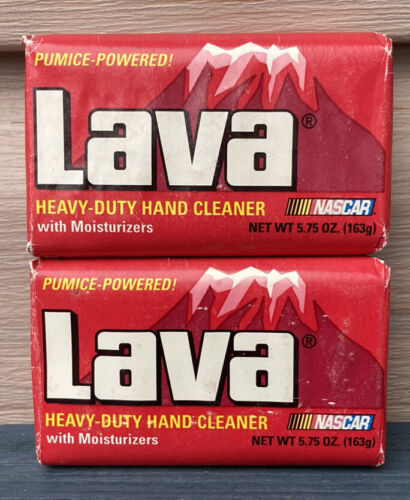 PUMICE-POWERED!
Lava®
HEAVY-DUTY HAND CLEANER NASCAR
with Moisturizers NET WT 5.75 OZ. (163g)
PUMICE-POWERED!
Lava®
HEAVY-DUTY HAND CLEANER NASCAR
with Moisturizers NET WT 5.75 OZ. (163g)